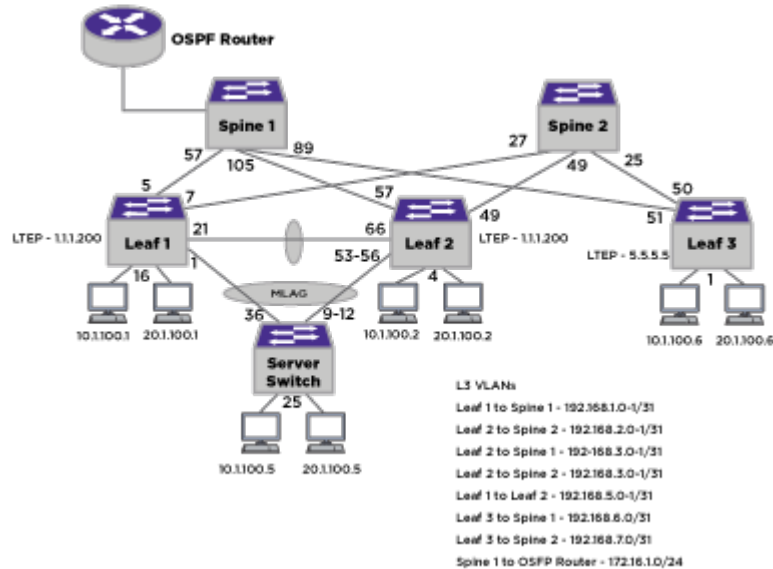 OSPF Router
Spine 1
Spine 2
57
105
89
27
49
25
5
7
57
49
50
51
Leaf 1
Leaf 2
Leaf 3
LTEP - 1.1.1.200
21
66
LTEP - 1.1.1.200
LTEP - 5.5.5.5
16
1
53-56
4
1
MLAG
36
9-12
10.1.100.1
20.1.100.1
10.1.100.2
20.1.100.2
10.1.100.6
20.1.100.6
Server
Switch
25
10.1.100.5
20.1.100.5
L3 VLANs
Leaf 1 to Spine 1 - 192.168.1.0-1/31
Leaf 2 to Spine 2 - 192.168.2.0-1/31
Leaf 2 to Spine 1 - 192-168.3.0-1/31
Leaf 2 to Spine 2 - 192.168.3.0-1/31
Leaf 1 to Leaf 2 - 192.168.5.0-1/31
Leaf 3 to Spine 1 - 192.168.6.0/31
Leaf 3 to Spine 2 - 192.168.7.0/31
Spine 1 to OSFP Router - 172.16.1.0/24